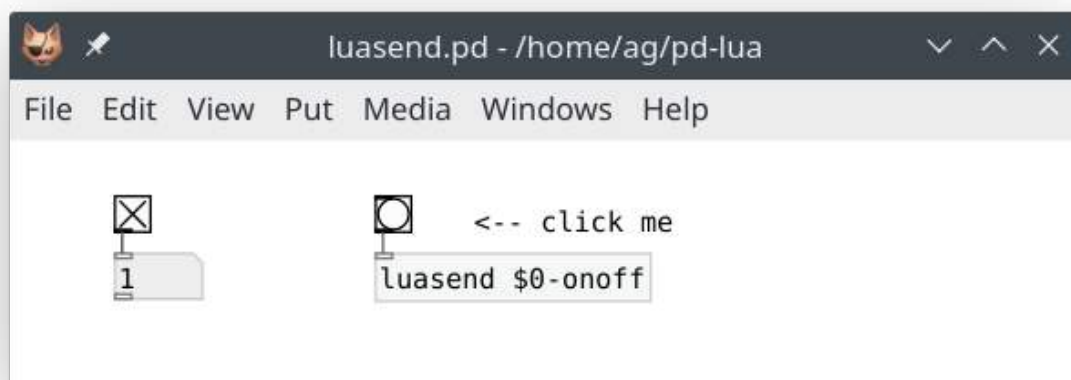 luasend.pd - /home/ag/pd-lua
File Edit View Put Media Windows Help
<-- click me
1
luasend $0-onoff